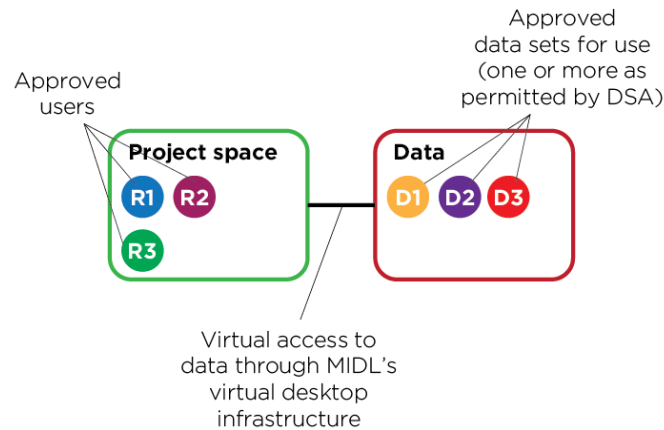 Approved
data sets for use
(one or more as
permitted by DSA)
Approved
users
Project space
R1 R2
R3
Data
D1 D2 D3
Virtual access to
data through MIDL's
virtual desktop
infrastructure